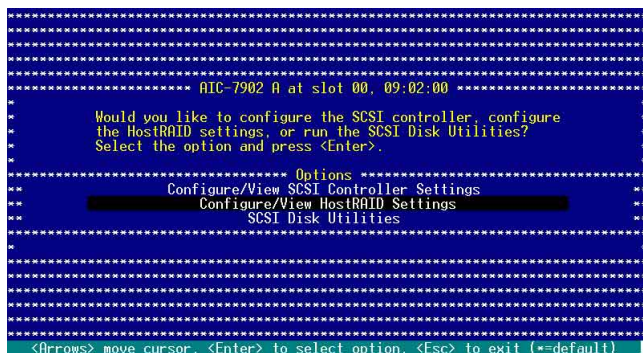 AIC-7902 A at slot 00, 09:02:00
Would you like to configure the SCSI controller, configure
the HostRAID settings, or run the SCSI Disk Utilities?
Select the option and press <Enter>.
Options
Configure/View SCSI Controller Settings
Configure/View HostRAID Settings
SCSI Disk Utilities
<Arrows> move cursor, <Enter> to select option, <Esc> to exit (*=default)